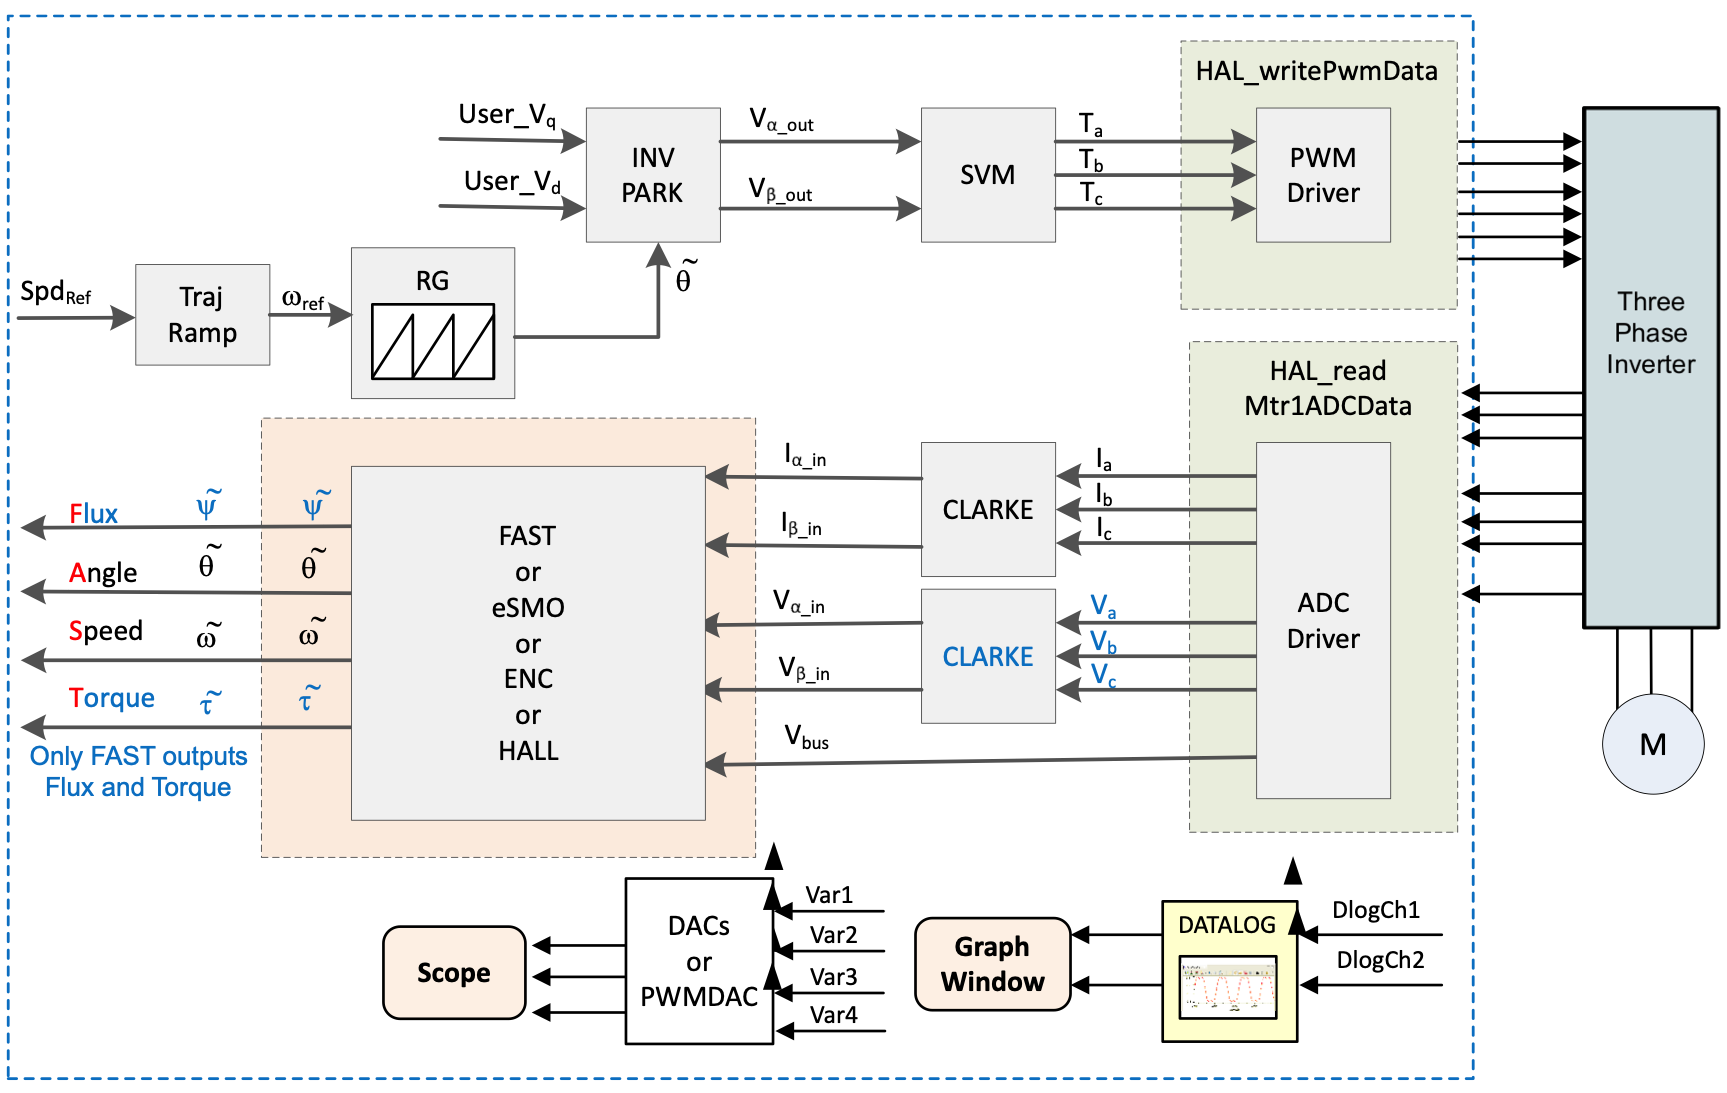 HAL_writePwmData
User_Vq
User_Vd
INV
PARK
Vα_out
Vβ_out
SVM
Ta
Tb
Tc
PWM
Driver
SpdRef
Traj
Ramp
ωref
RG
θ~
Three
Phase
Inverter
HAL_read
Mtr1ADCData
Flux
ψ~
ψ~
Angle
θ~
θ~
Speed
ω~
ω~
Torque
τ~
τ~
Only FAST outputs
Flux and Torque
FAST
or
eSMO
or
ENC
or
HALL
Iα_in
Iβ_in
Vα_in
Vβ_in
Vbus
CLARKE
CLARKE
Ia
Ib
Ic
Va
Vb
Vc
ADC
Driver
M
Scope
DACs
or
PWMDAC
Var1
Var2
Var3
Var4
Graph
Window
DATALOG
DlogCh1
DlogCh2